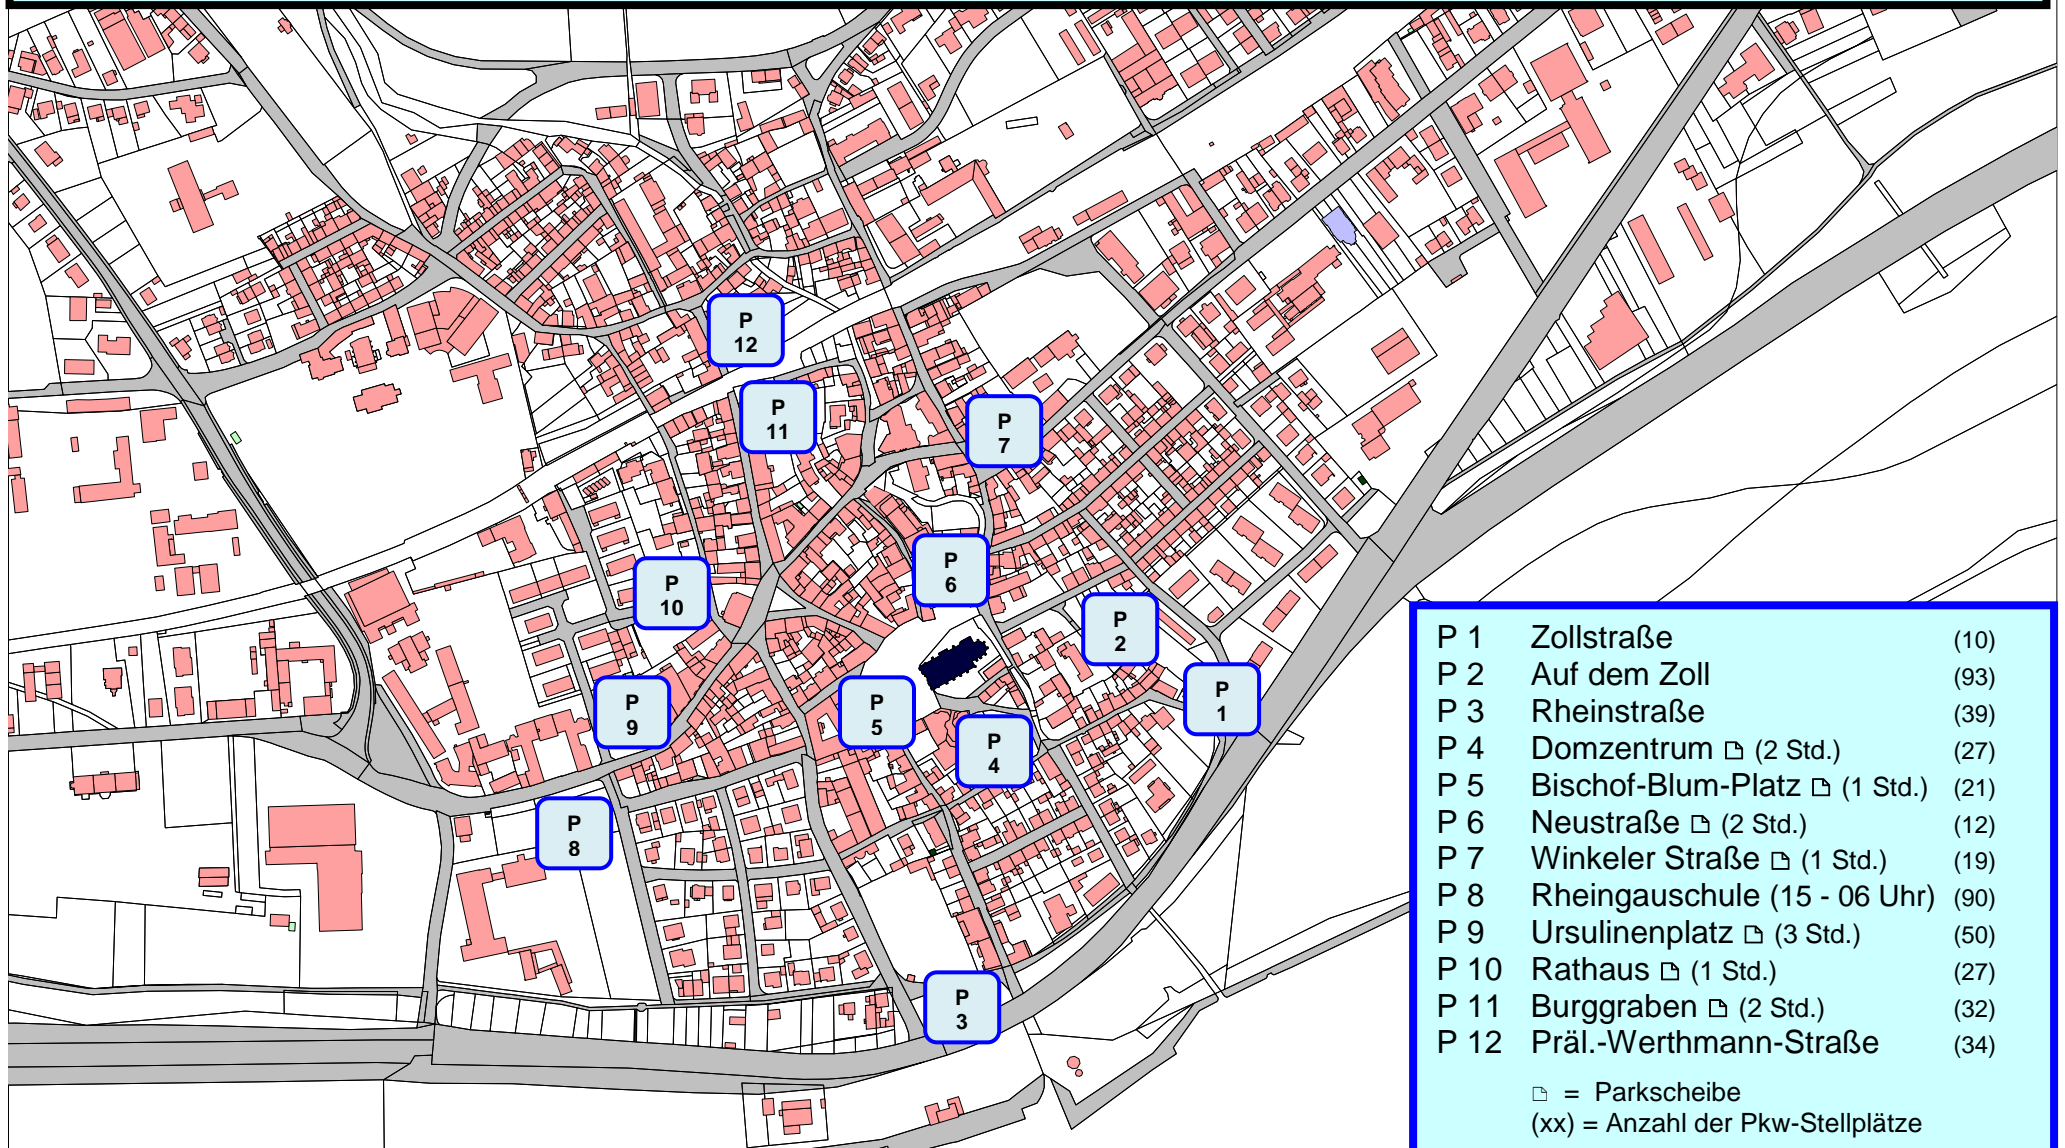 P
12
P
11
P
7
P
6
P
10
P
2
P
9
P
5
P
1
P
4
P
8
P
3
P 1 Zollstraße (10)
P 2 Auf dem Zoll (93)
P 3 Rheinstraße (39)
P 4 Domzentrum 🗋 (2 Std.) (27)
P 5 Bischof-Blum-Platz 🗋 (1 Std.) (21)
P 6 Neustraße 🗋 (2 Std.) (12)
P 7 Winkeler Straße 🗋 (1 Std.) (19)
P 8 Rheingauschule (15 - 06 Uhr) (90)
P 9 Ursulinenplatz 🗋 (3 Std.) (50)
P 10 Rathaus 🗋 (1 Std.) (27)
P 11 Burggraben 🗋 (2 Std.) (32)
P 12 Präl.-Werthmann-Straße (34)
🗋 = Parkscheibe
(xx) = Anzahl der Pkw-Stellplätze